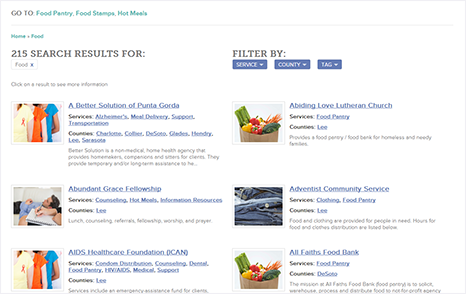 GO TO: Food Pantry, Food Stamps, Hot Meals
Home » Food
215 SEARCH RESULTS FOR:
Food x
FILTER BY:
SERVICE
COUNTY
TAG
Click on a result to see more information
A Better Solution of Punta Gorda
Services: Alzheimer's, Meal Delivery, Support,
Transportation
Counties: Charlotte, Collier, DeSoto, Glades, Hendry,
Lee, Sarasota
Better Solution is a non-medical, home health agency that
provides homemakers, companions and sitters for clients. They
provide temporary and/or longterm assistance to he...
Abiding Love Lutheran Church
Services: Food Pantry
Counties: Lee
Provides a food pantry / food bank for homeless and needy
families.
Abundant Grace Fellowship
Services: Counseling, Hot Meals, Information Resources
Counties: Lee
Lunch, counseling, referrals, fellowship, worship, and prayer.
Adventist Community Service
Services: Clothing, Food Pantry
Counties: Lee
Food and clothing are provided for people in need. Hours for
food and clothes distribution are listed below.
AIDS Healthcare Foundation (ICAN)
Services: Condom Distribution, Counseling, Dental,
Food Pantry, HIV/AIDS, Medical, Support
Counties: Lee
Services include an emergency-assistance fund for clients,
All Faiths Food Bank
Services: Food Pantry
Counties: DeSoto
The mission at All Faiths Food Bank (food pantry) is to solicit,
warehouse, process and distribute food to not-for-profit agency